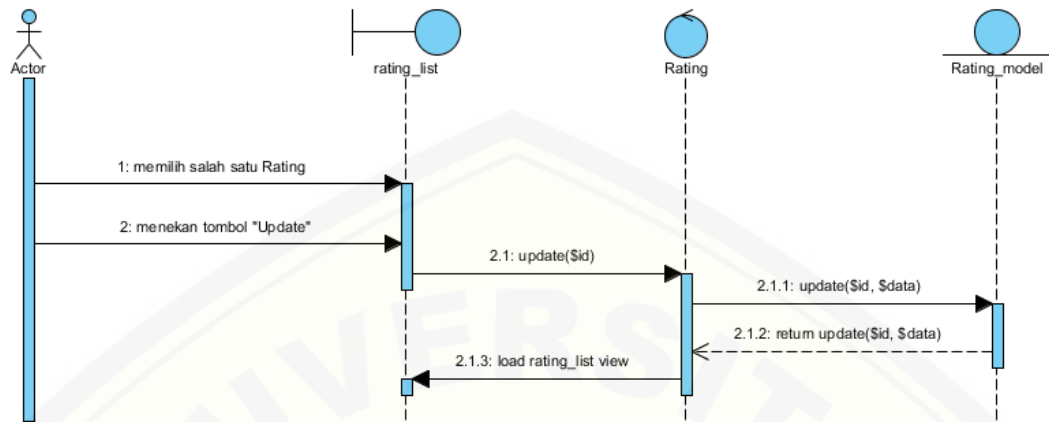 Actor
rating_list
Rating
Rating_model
1: memilih salah satu Rating
2: menekan tombol "Update"
2.1: update($id)
2.1.1: update($id, $data)
2.1.2: return update($id, $data)
2.1.3: load rating_list view